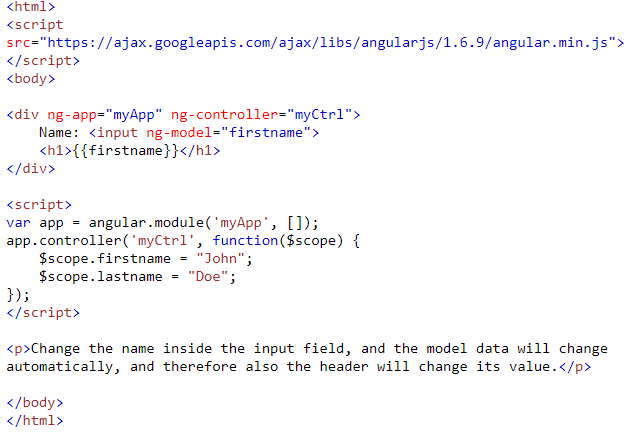 <html>
<script
src="https://ajax.googleapis.com/ajax/libs/angularjs/1.6.9/angular.min.js">
</script>
<body>

<div ng-app="myApp" ng-controller="myCtrl">
    Name: <input ng-model="firstname">
    <h1>{{firstname}}</h1>
</div>

<script>
var app = angular.module('myApp', []);
app.controller('myCtrl', function($scope) {
    $scope.firstname = "John";
    $scope.lastname = "Doe";
});
</script>

<p>Change the name inside the input field, and the model data will change
automatically, and therefore also the header will change its value.</p>

</body>
</html>